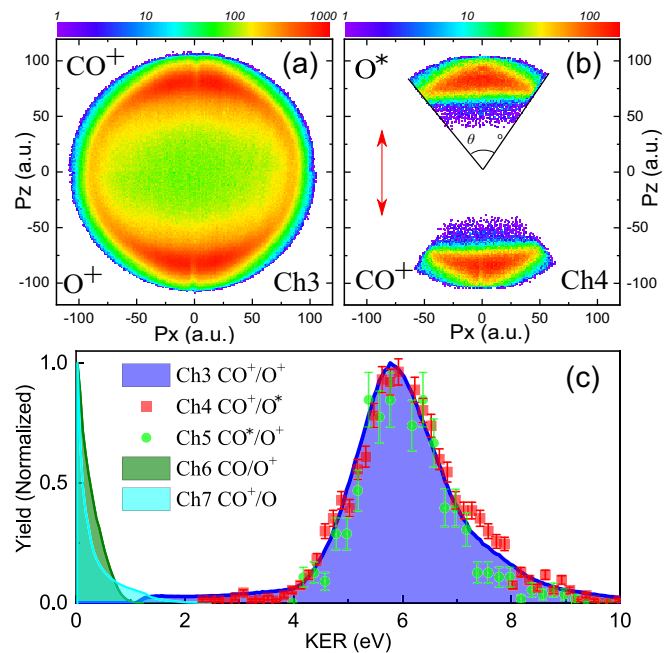 1 10 100 1000 1 10 100
CO⁺ (a) O* (b)
100 100
50 50
0 0
-50 -50
-100 -100
Pz (a.u.) Pz (a.u.)
θ °
O⁺ Ch3 CO⁺ Ch4
-100 -50 0 50 100 -50 0 50 100
Px (a.u.) Px (a.u.)
1.0 (c)
Ch3 CO⁺/O⁺
Ch4 CO⁺/O*
Ch5 CO*/O⁺
0.5
Ch6 CO/O⁺
Ch7 CO⁺/O
Yield (Normalized)
0.0
0 2 4 6 8 10
KER (eV)